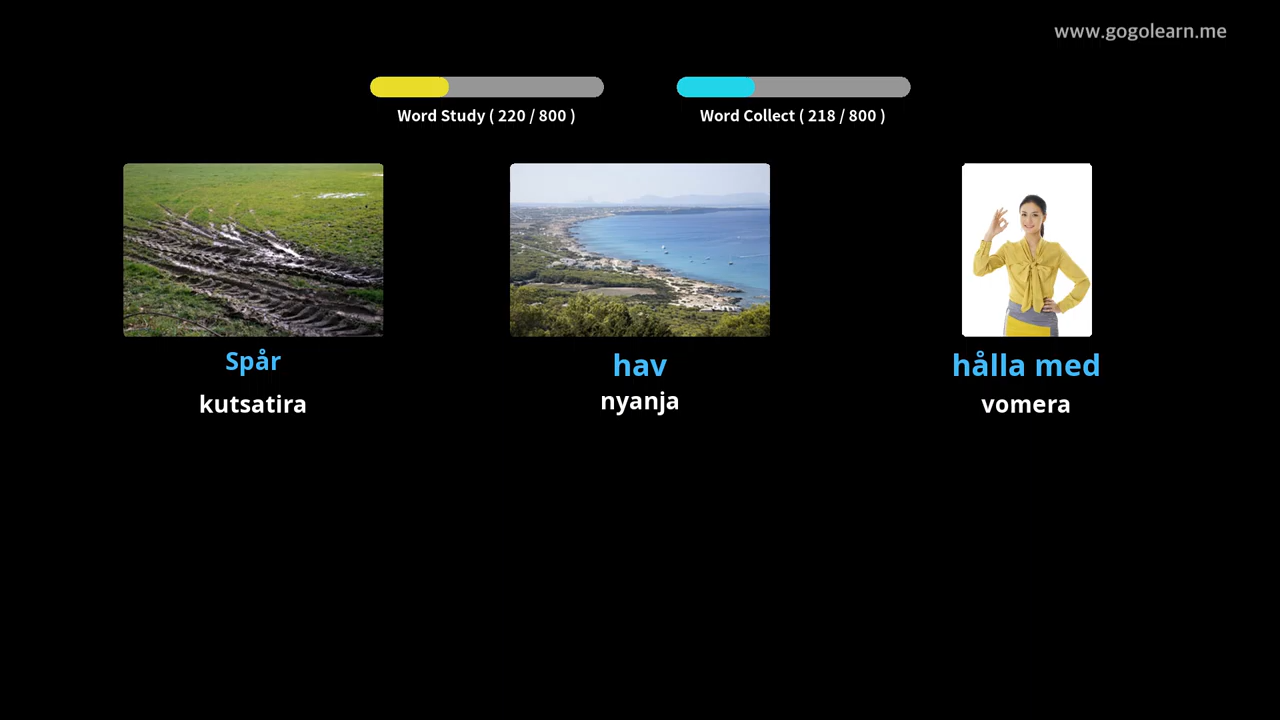 www.gogolearn.me
Word Study ( 220 / 800 )
Word Collect ( 218 / 800 )
Spår
hav
hålla med
kutsatira
nyanja
vomera